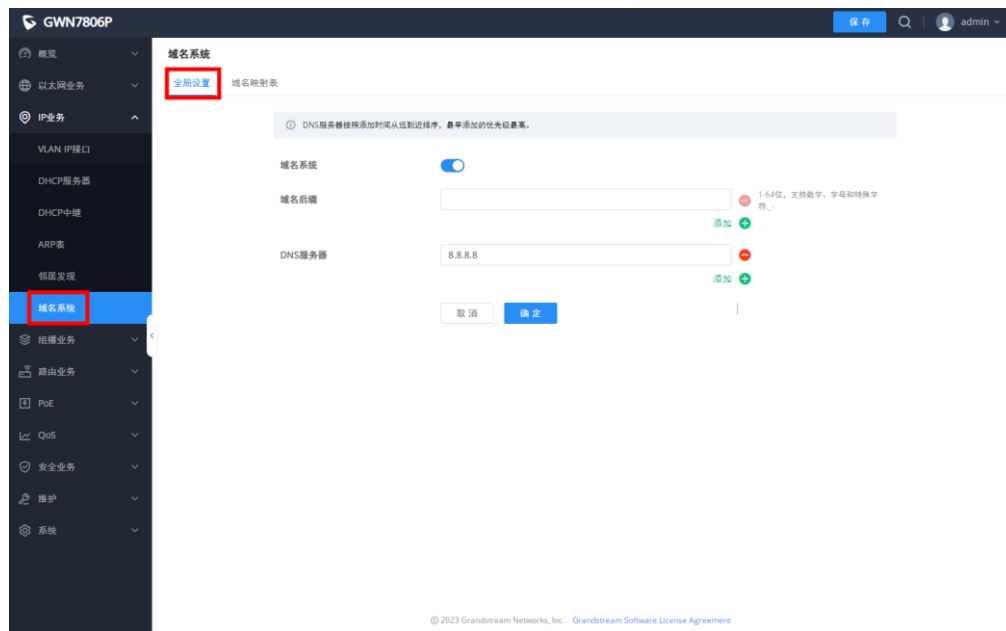 GWN7806P
保存
admin
概览
以太网业务
IP业务
VLAN IP接口
DHCP服务器
DHCP中继
ARP表
邻居发现
域名系统
组播业务
路由业务
PoE
QoS
安全业务
维护
系统
域名系统
全局设置 域名映射表
DNS服务器按照添加时间从远到近排序，最早添加的优先级最高。
域名系统
域名后缀
1-64位，支持数字、字母和特殊字
符._-
添加
DNS服务器 8.8.8.8
添加
取消 确定
© 2023 Grandstream Networks, Inc. Grandstream Software License Agreement